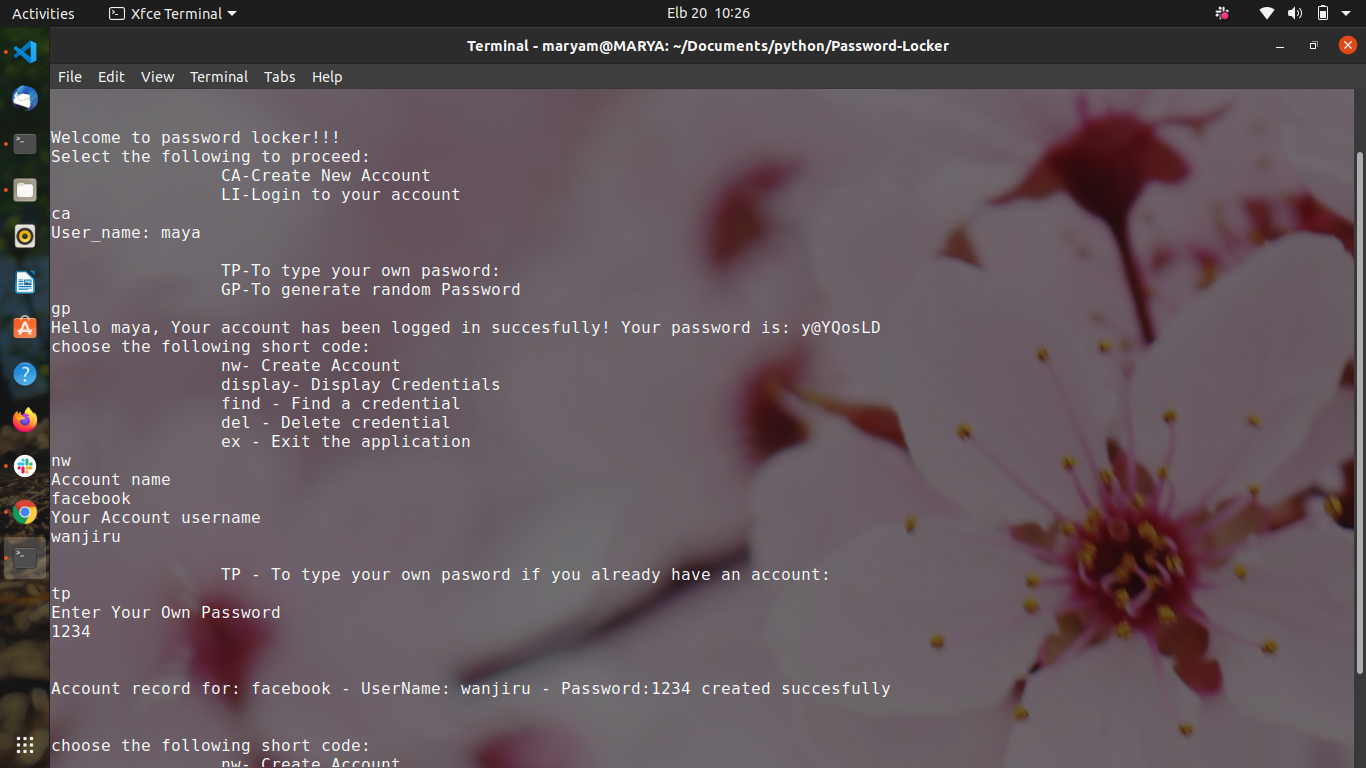 Activities Xfce Terminal Elb 20 10:26
Terminal - maryam@MARYA: ~/Documents/python/Password-Locker
File Edit View Terminal Tabs Help
Welcome to password locker!!!
Select the following to proceed:
CA-Create New Account
LI-Login to your account
ca
User_name: maya
TP-To type your own pasword:
GP-To generate random Password
gp
Hello maya, Your account has been logged in succesfully! Your password is: y@YQosLD
choose the following short code:
nw- Create Account
display- Display Credentials
find - Find a credential
del - Delete credential
ex - Exit the application
nw
Account name
facebook
Your Account username
wanjiru
TP - To type your own pasword if you already have an account:
tp
Enter Your Own Password
1234
Account record for: facebook - UserName: wanjiru - Password:1234 created succesfully
choose the following short code:
nw- Create Account